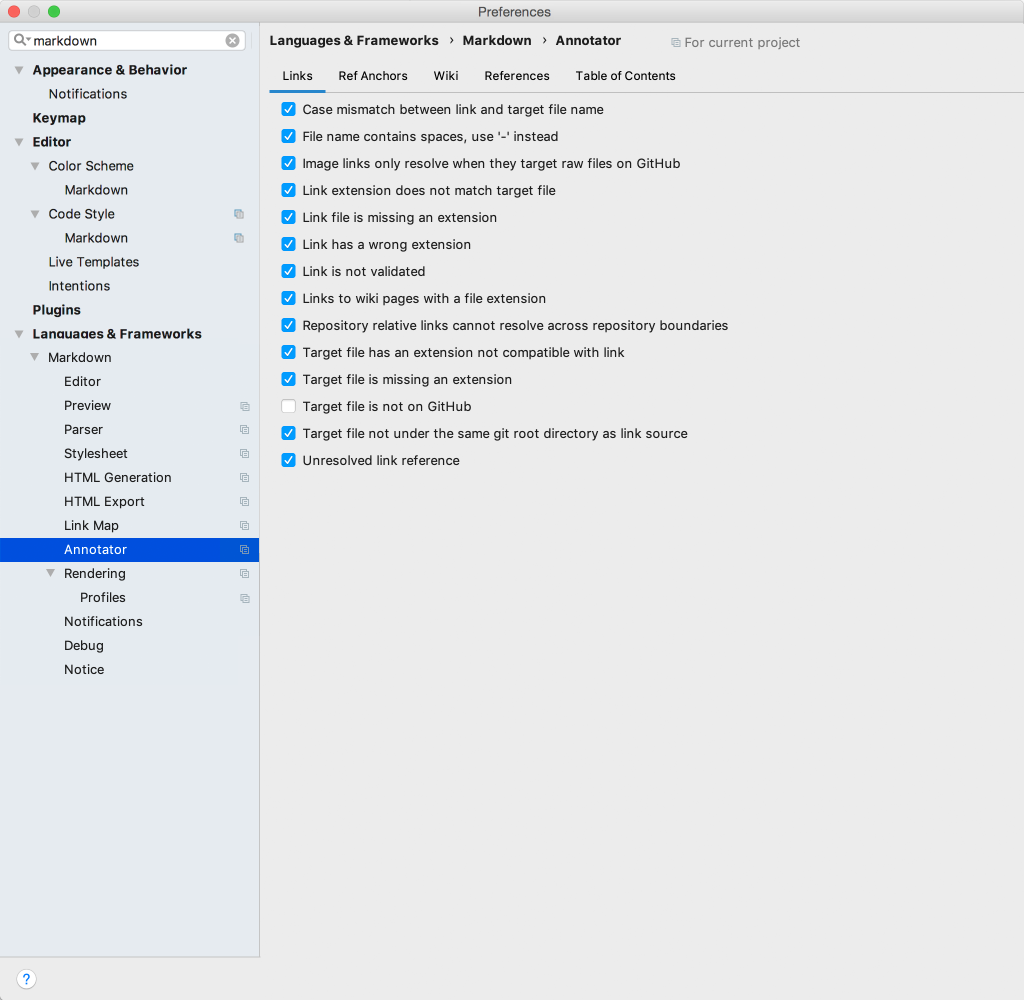 Preferences
markdown
Appearance & Behavior
Notifications
Keymap
Editor
Color Scheme
Markdown
Code Style
Markdown
Live Templates
Intentions
Plugins
Languages & Frameworks
Markdown
Editor
Preview
Parser
Stylesheet
HTML Generation
HTML Export
Link Map
Annotator
Rendering
Profiles
Notifications
Debug
Notice
?
Languages & Frameworks › Markdown › Annotator For current project
Links Ref Anchors Wiki References Table of Contents
Case mismatch between link and target file name
File name contains spaces, use '-' instead
Image links only resolve when they target raw files on GitHub
Link extension does not match target file
Link file is missing an extension
Link has a wrong extension
Link is not validated
Links to wiki pages with a file extension
Repository relative links cannot resolve across repository boundaries
Target file has an extension not compatible with link
Target file is missing an extension
Target file is not on GitHub
Target file not under the same git root directory as link source
Unresolved link reference